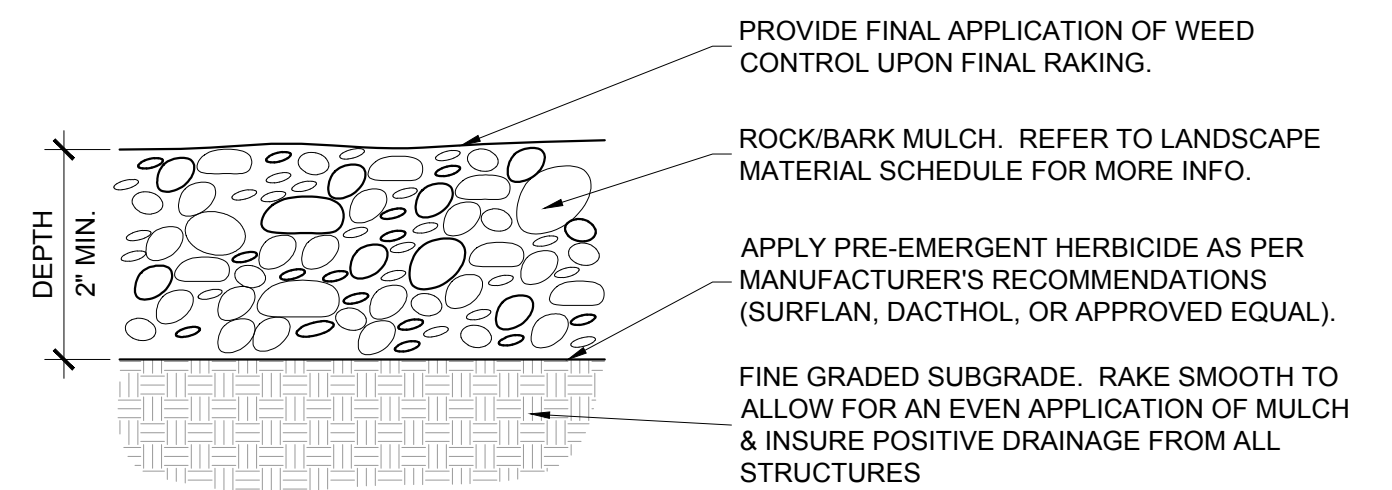 PROVIDE FINAL APPLICATION OF WEED
CONTROL UPON FINAL RAKING.
ROCK/BARK MULCH. REFER TO LANDSCAPE
MATERIAL SCHEDULE FOR MORE INFO.
APPLY PRE-EMERGENT HERBICIDE AS PER
MANUFACTURER'S RECOMMENDATIONS
(SURFLAN, DACTHOL, OR APPROVED EQUAL).
FINE GRADED SUBGRADE. RAKE SMOOTH TO
ALLOW FOR AN EVEN APPLICATION OF MULCH
& INSURE POSITIVE DRAINAGE FROM ALL
STRUCTURES
DEPTH
2" MIN.